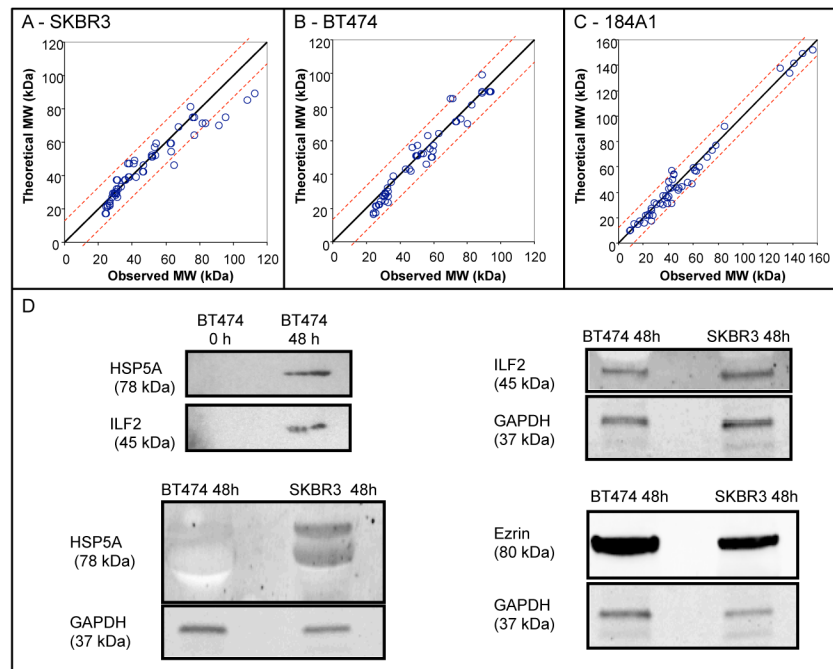 A - SKBR3
Theoretical MW (kDa)
120
100
80
60
40
20
0
0 20 40 60 80 100 120
Observed MW (kDa)
B - BT474
Theoretical MW (kDa)
120
100
80
60
40
20
0
0 20 40 60 80 100 120
Observed MW (kDa)
C - 184A1
Theoretical MW (kDa)
160
140
120
100
80
60
40
20
0
0 20 40 60 80 100 120 140 160
Observed MW (kDa)
D
BT474 BT474
0 h 48 h
HSP5A
(78 kDa)
ILF2
(45 kDa)
BT474 48h SKBR3 48h
ILF2
(45 kDa)
GAPDH
(37 kDa)
BT474 48h SKBR3 48h
HSP5A
(78 kDa)
GAPDH
(37 kDa)
BT474 48h SKBR3 48h
Ezrin
(80 kDa)
GAPDH
(37 kDa)